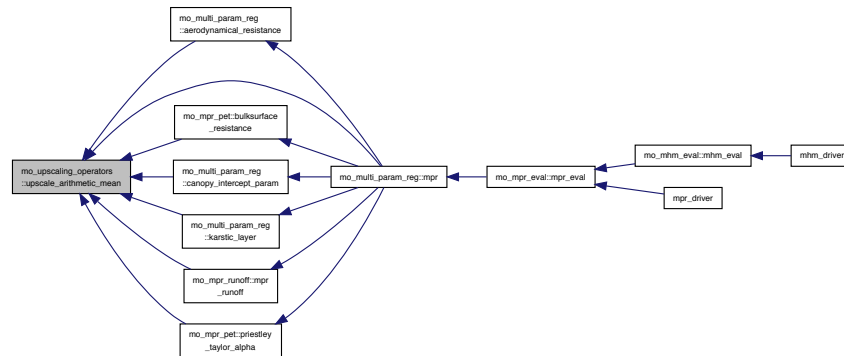 mo_multi_param_reg
::aerodynamical_resistance
mo_mpr_pet::bulksurface
_resistance
mo_upscaling_operators
::upscale_arithmetic_mean
mo_multi_param_reg
::canopy_intercept_param
mo_multi_param_reg
::karstic_layer
mo_mpr_runoff::mpr
_runoff
mo_mpr_pet::priestley
_taylor_alpha
mo_multi_param_reg::mpr
mo_mpr_eval::mpr_eval
mo_mhm_eval::mhm_eval
mhm_driver
mpr_driver